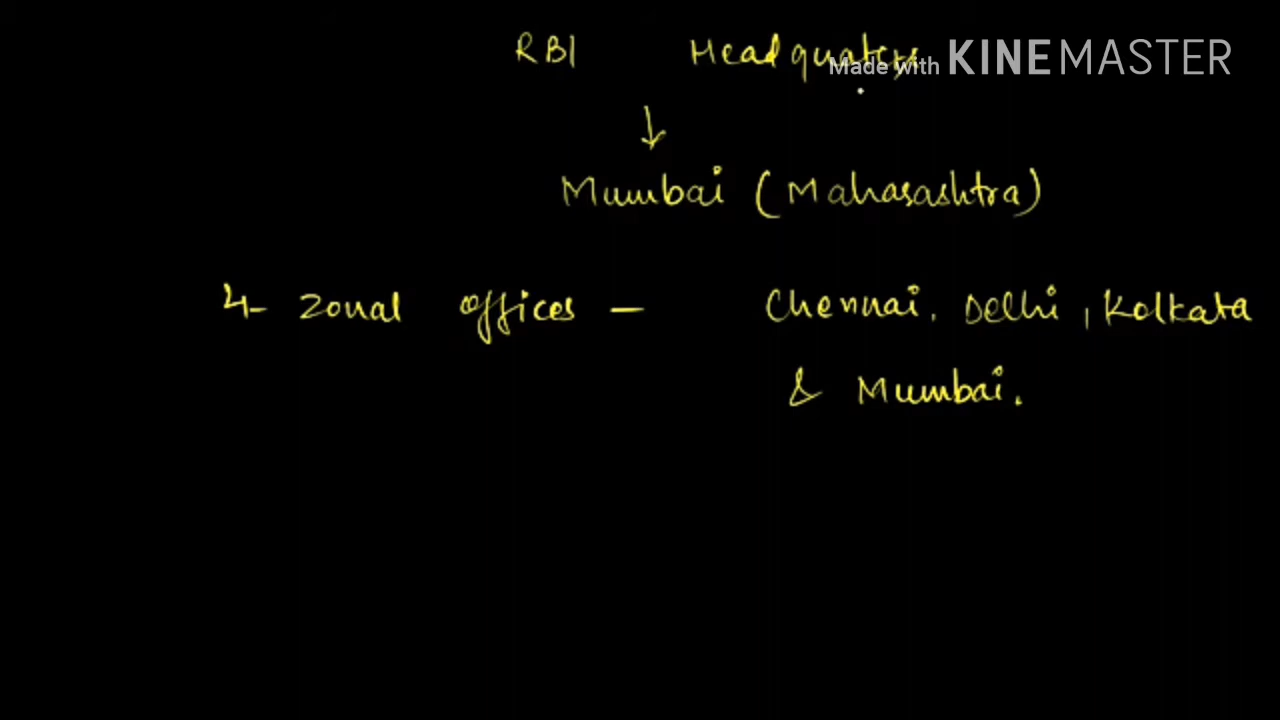 RBI Headquaters
Made with KINEMASTER
↓
Mumbai (Maharashtra)
4- Zonal offices - Chennai, Delhi, Kolkata
& Mumbai.